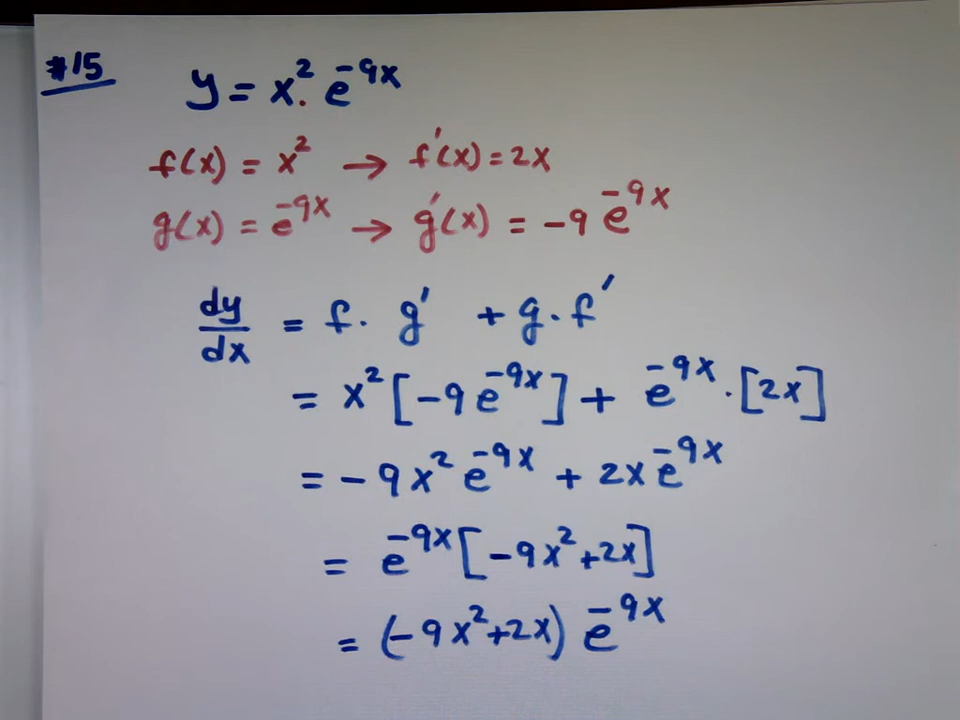 #15
y = x². e⁻⁹ˣ
f(x) = x² → f'(x) = 2x
g(x) = e⁻⁹ˣ → g'(x) = -9 e⁻⁹ˣ
dy/dx = f. g' + g. f'
= x² [-9 e⁻⁹ˣ] + e⁻⁹ˣ . [2x]
= -9x² e⁻⁹ˣ + 2x e⁻⁹ˣ
= e⁻⁹ˣ [-9x²+2x]
= (-9x²+2x) e⁻⁹ˣ